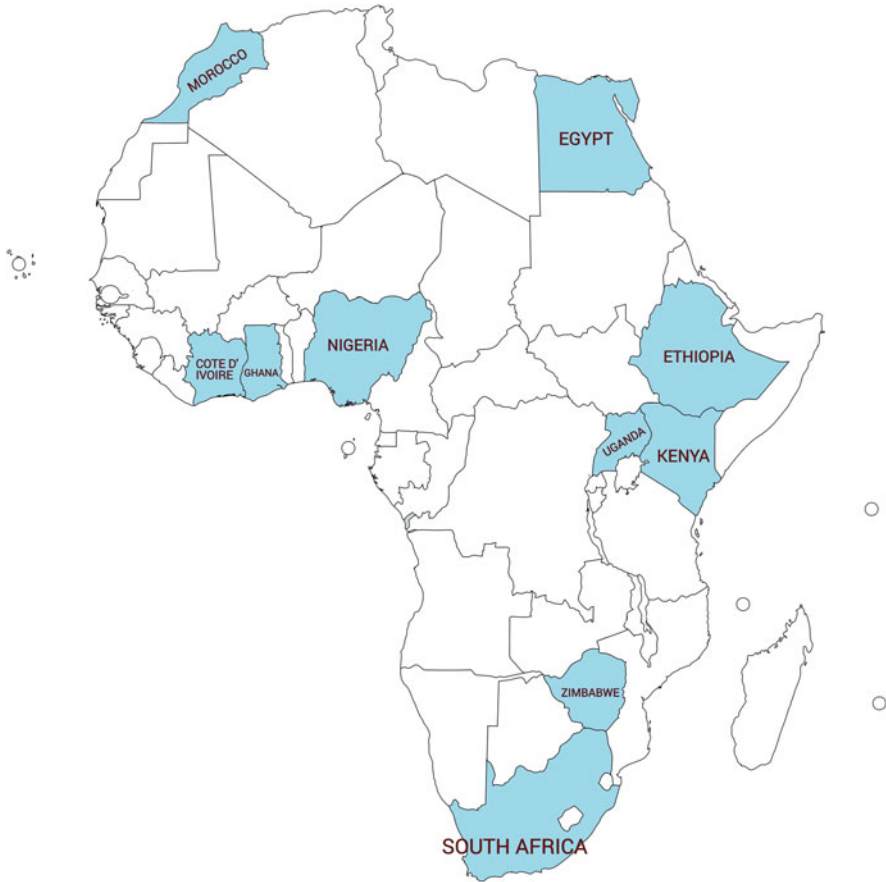 MOROCCO
EGYPT
NIGERIA
COTE D'
IVOIRE
GHANA
ETHIOPIA
UGANDA
KENYA
ZIMBABWE
SOUTH AFRICA